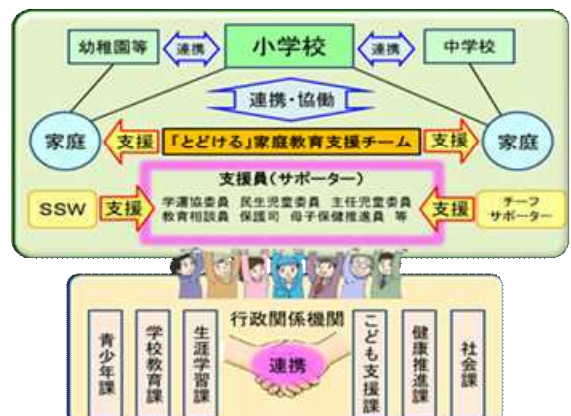 幼稚園等
連携
小学校
連携
中学校
連携・協働
家庭
支援
「とどける」家庭教育支援チーム
支援
家庭
支援員(サポーター)
SSW
支援
学運協委員 民生児童委員 主任児童委員
教育相談員 保護司 母子保健推進員 等
支援
チーフ
サポーター
行政関係機関
青少年課
学校教育課
生涯学習課
連携
こども支援課
健康推進課
社会課